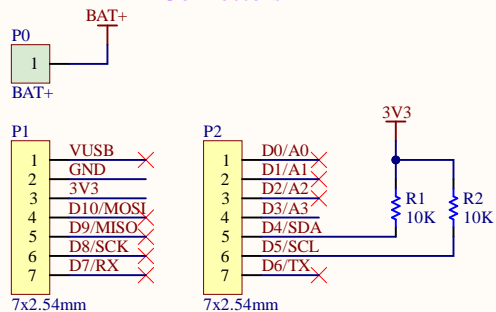 BAT+
P0
1
BAT+
3V3
P1
P2
1 VUSB
2 GND
3 3V3
4 D10/MOSI
5 D9/MISO
6 D8/SCK
7 D7/RX
7x2.54mm
1 D0/A0
2 D1/A1
3 D2/A2
4 D3/A3
5 D4/SDA
6 D5/SCL
7 D6/TX
7x2.54mm
R1
10K
R2
10K